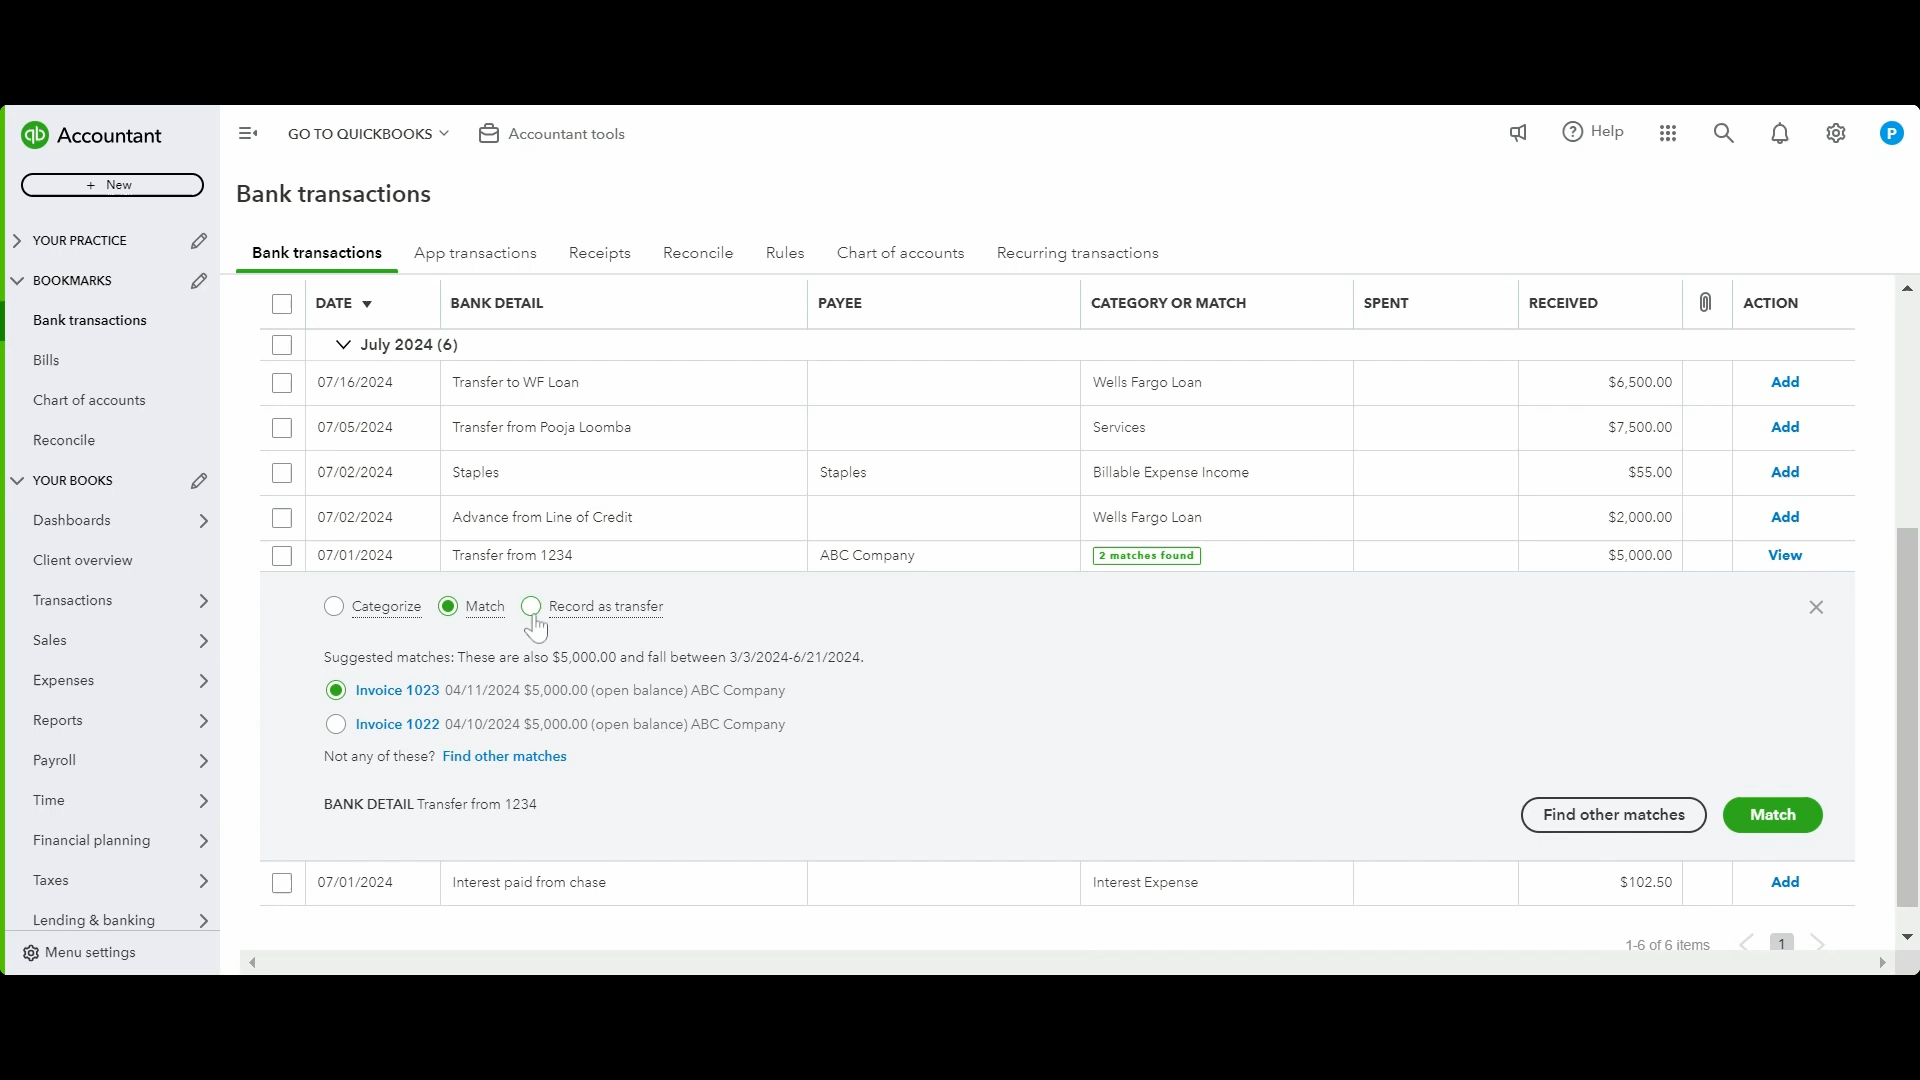 qb Accountant
GO TO QUICKBOOKS
Accountant tools
Help
P
+ New
Bank transactions
YOUR PRACTICE
BOOKMARKS
Bank transactions
Bills
Chart of accounts
Reconcile
YOUR BOOKS
Dashboards
Client overview
Transactions
Sales
Expenses
Reports
Payroll
Time
Financial planning
Taxes
Lending & banking
Menu settings
Bank transactions App transactions Receipts Reconcile Rules Chart of accounts Recurring transactions
DATE BANK DETAIL PAYEE CATEGORY OR MATCH SPENT RECEIVED ACTION
July 2024 (6)
07/16/2024 Transfer to WF Loan Wells Fargo Loan $6,500.00 Add
07/05/2024 Transfer from Pooja Loomba Services $7,500.00 Add
07/02/2024 Staples Staples Billable Expense Income $55.00 Add
07/02/2024 Advance from Line of Credit Wells Fargo Loan $2,000.00 Add
07/01/2024 Transfer from 1234 ABC Company 2 matches found $5,000.00 View
Categorize Match Record as transfer
Suggested matches: These are also $5,000.00 and fall between 3/3/2024-6/21/2024.
Invoice 1023 04/11/2024 $5,000.00 (open balance) ABC Company
Invoice 1022 04/10/2024 $5,000.00 (open balance) ABC Company
Not any of these? Find other matches
BANK DETAIL Transfer from 1234
Find other matches Match
07/01/2024 Interest paid from chase Interest Expense $102.50 Add
1-6 of 6 items 1